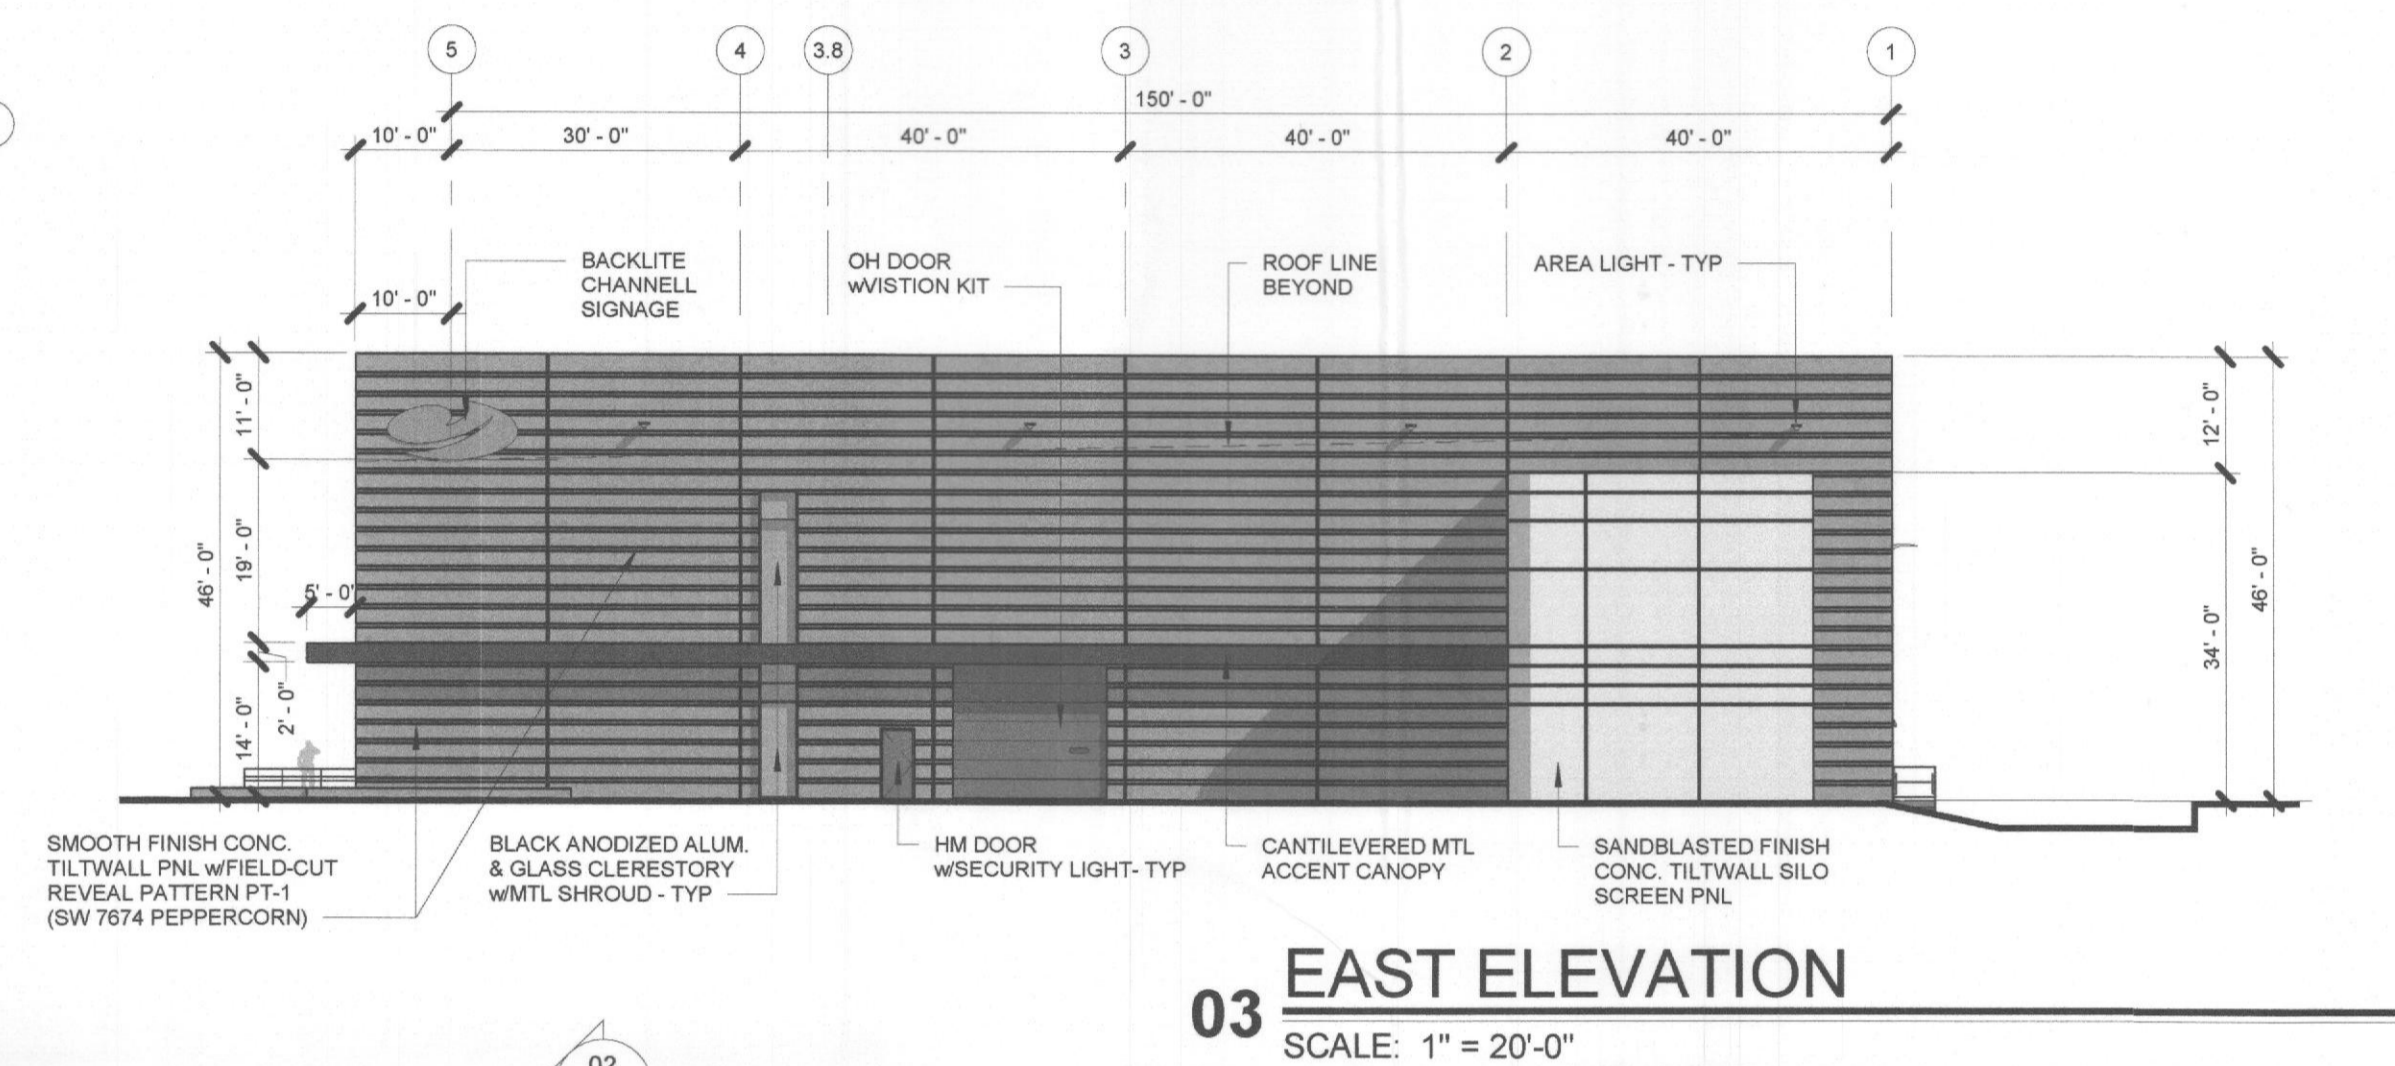 5 4 3.8 3 2 1
150' - 0"
10' - 0" 30' - 0" 40' - 0" 40' - 0" 40' - 0"
BACKLITE
CHANNELL
SIGNAGE
OH DOOR
w/VISTION KIT
ROOF LINE
BEYOND
AREA LIGHT - TYP
10' - 0"
11' - 0"
12' - 0"
46' - 0"
19' - 0"
5' - 0"
46' - 0"
34' - 0"
2' - 0"
14' - 0"
SMOOTH FINISH CONC.
TILTWALL PNL w/FIELD-CUT
REVEAL PATTERN PT-1
(SW 7674 PEPPERCORN)
BLACK ANODIZED ALUM.
& GLASS CLERESTORY
w/MTL SHROUD - TYP
HM DOOR
w/SECURITY LIGHT- TYP
CANTILEVERED MTL
ACCENT CANOPY
SANDBLASTED FINISH
CONC. TILTWALL SILO
SCREEN PNL
03 EAST ELEVATION
SCALE: 1" = 20'-0"